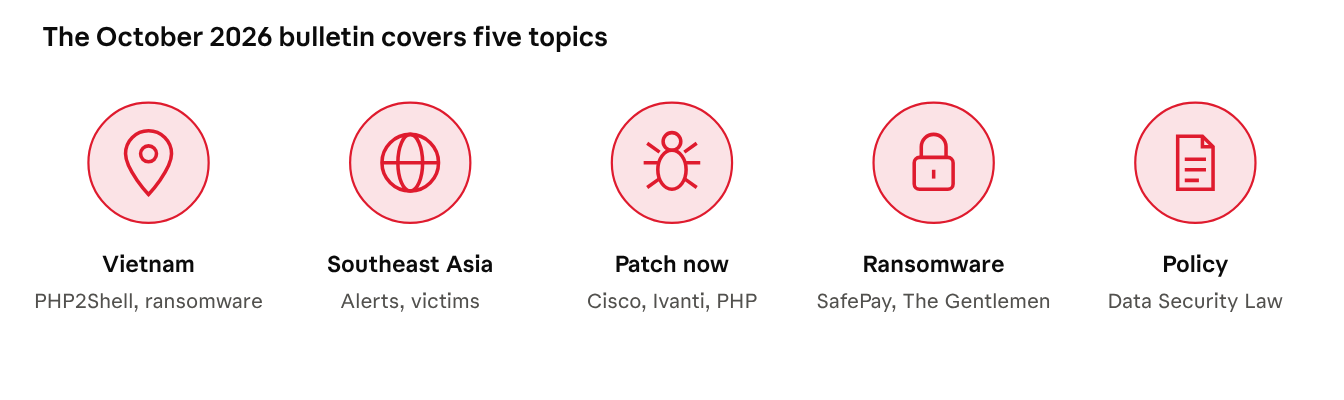 The October 2026 bulletin covers five topics
Vietnam
PHP2Shell, ransomware
Southeast Asia
Alerts, victims
Patch now
Cisco, Ivanti, PHP
Ransomware
SafePay, The Gentlemen
Policy
Data Security Law